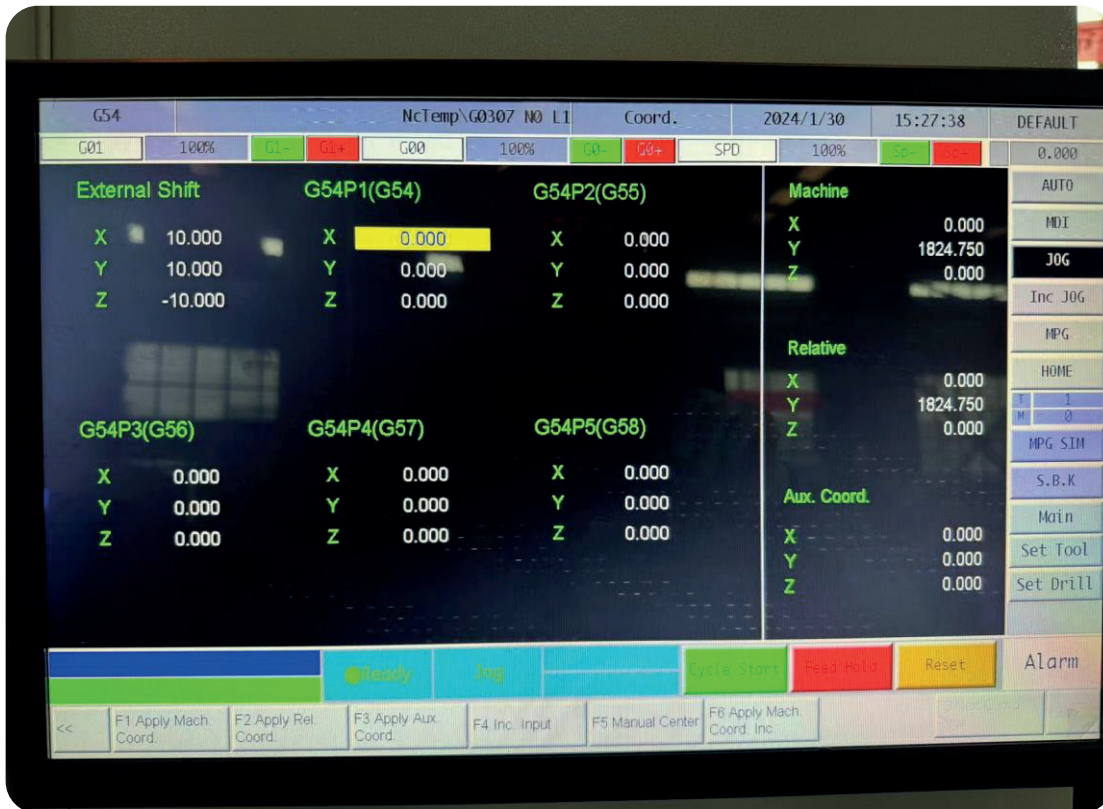 G54 NcTemp\G0307 N0 L1 Coord. 2024/1/30 15:27:38 DEFAULT
G01 100% G1- G1+ G00 100% G0- G0+ SPD 100% Sp- 0.000
External Shift G54P1(G54) G54P2(G55) Machine
X 10.000 X 0.000 X 0.000 X 0.000
Y 10.000 Y 0.000 Y 0.000 Y 1824.750
Z -10.000 Z 0.000 Z 0.000 Z 0.000
Relative
X 0.000
Y 1824.750
Z 0.000
G54P3(G56) G54P4(G57) G54P5(G58)
X 0.000 X 0.000 X 0.000
Y 0.000 Y 0.000 Y 0.000
Z 0.000 Z 0.000 Z 0.000
Aux. Coord.
X 0.000
Y 0.000
Z 0.000
AUTO
MDI
JOG
Inc JOG
MPG
HOME
T 1
M 0
MPG SIM
S.B.K
Main
Set Tool
Set Drill
Ready Jog Cycle Start Feed Hold Reset Alarm
<< F1 Apply Mach. Coord. F2 Apply Rel. Coord. F3 Apply Aux. Coord. F4 Inc. Input F5 Manual Center F6 Apply Mach. Coord. Inc